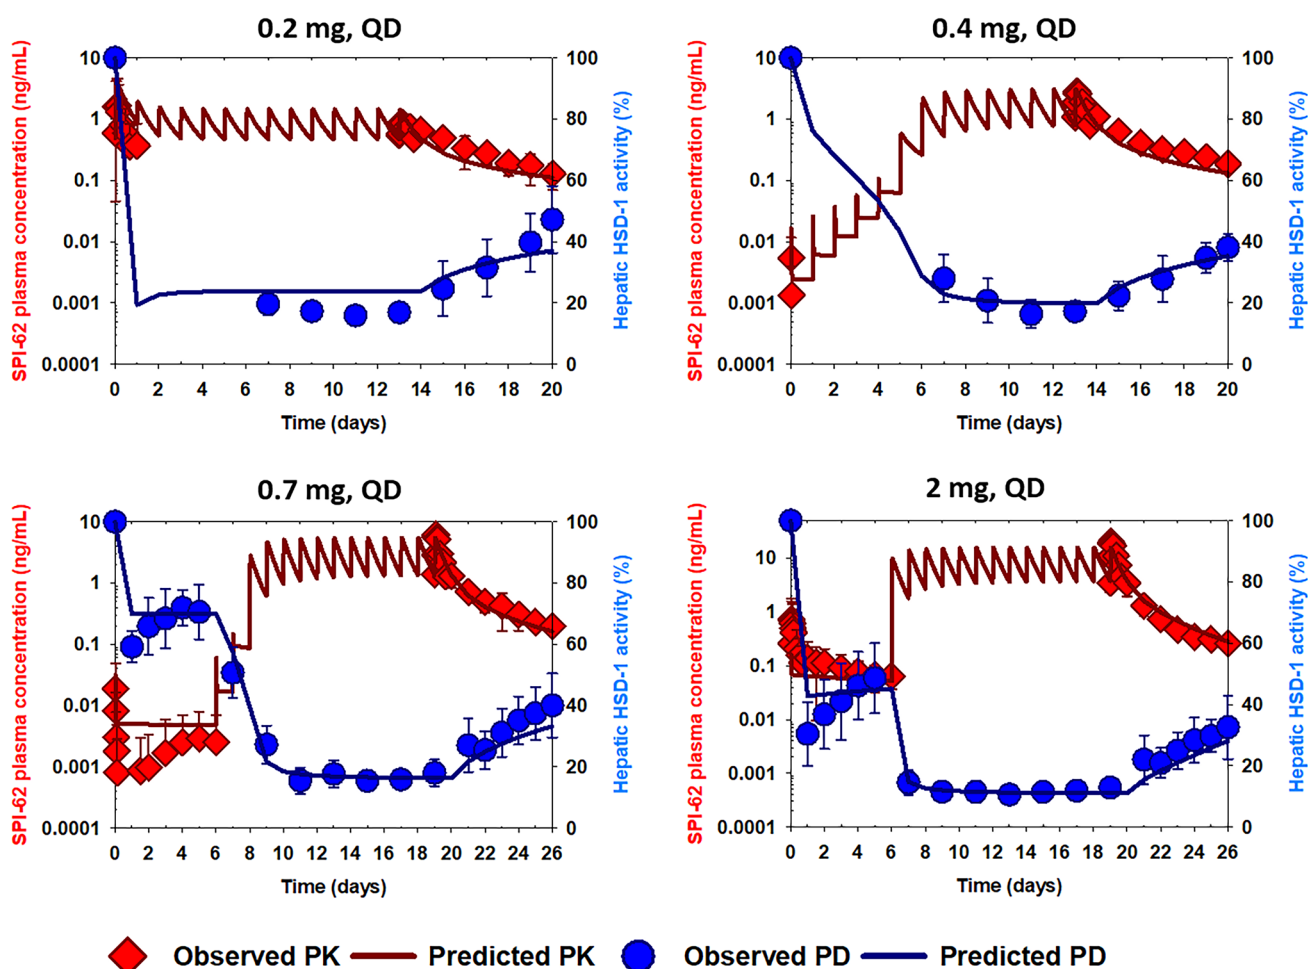 0.2 mg, QD
SPI-62 plasma concentration (ng/mL)
10
1
0.1
0.01
0.001
0.0001
100
80
60
40
20
0
Hepatic HSD-1 activity (%)
0 2 4 6 8 10 12 14 16 18 20
Time (days)
0.4 mg, QD
SPI-62 plasma concentration (ng/mL)
10
1
0.1
0.01
0.001
0.0001
100
80
60
40
20
0
Hepatic HSD-1 activity (%)
0 2 4 6 8 10 12 14 16 18 20
Time (days)
0.7 mg, QD
SPI-62 plasma concentration (ng/mL)
10
1
0.1
0.01
0.001
0.0001
100
80
60
40
20
0
Hepatic HSD-1 activity (%)
0 2 4 6 8 10 12 14 16 18 20 22 24 26
Time (days)
2 mg, QD
SPI-62 plasma concentration (ng/mL)
10
1
0.1
0.01
0.001
0.0001
100
80
60
40
20
0
Hepatic HSD-1 activity (%)
0 2 4 6 8 10 12 14 16 18 20 22 24 26
Time (days)
Observed PK Predicted PK Observed PD Predicted PD